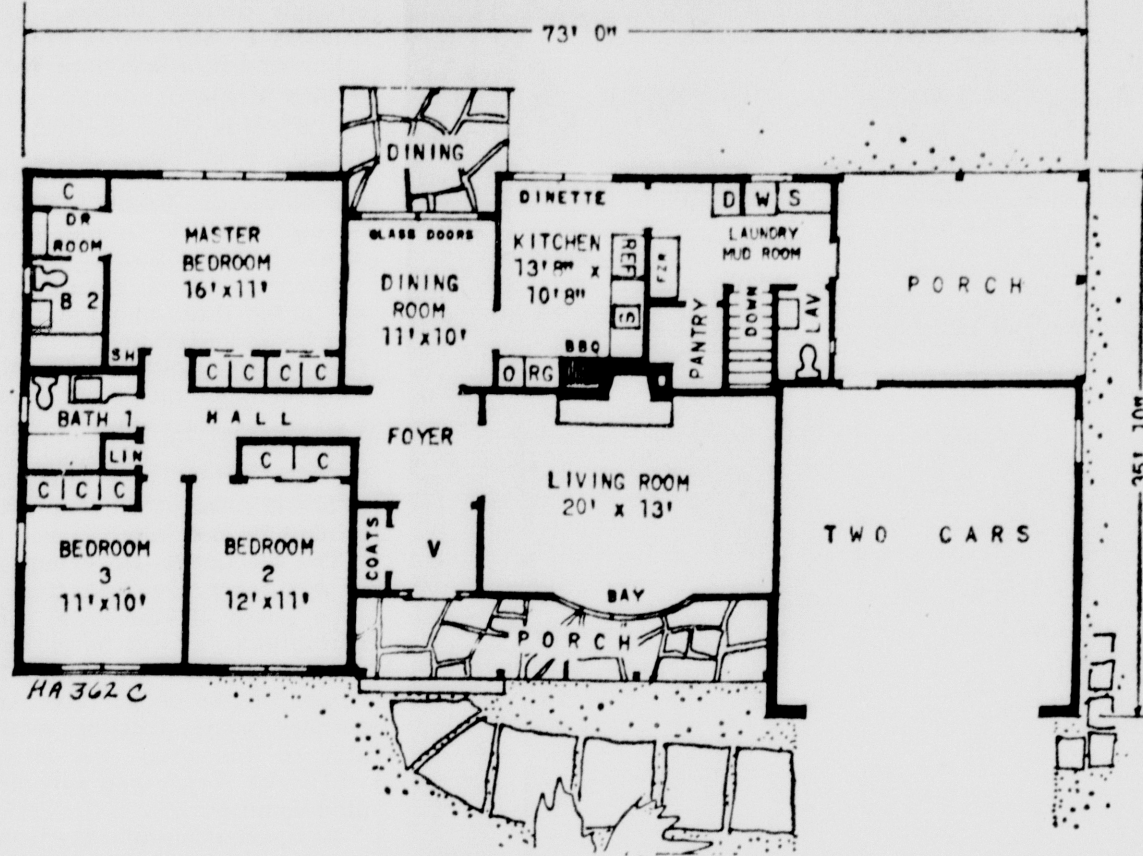 73' 0"
DINING
C
DR
ROOM
MASTER
BEDROOM
16'x11'
GLASS DOORS
DINING
ROOM
11'x10'
DINETTE
KITCHEN
13'8" x
10'8"
REF
S
BBQ
O RG
FZR
D W S
LAUNDRY
MUD ROOM
PANTRY
DOWN
LAV
PORCH
B 2
SH
C C C C
BATH 1
HALL
LIN
C C
FOYER
LIVING ROOM
20' x 13'
TWO CARS
35' 10"
C C C
BEDROOM
3
11'x10'
BEDROOM
2
12'x11'
COATS
V
BAY
PORCH
HA 362 C